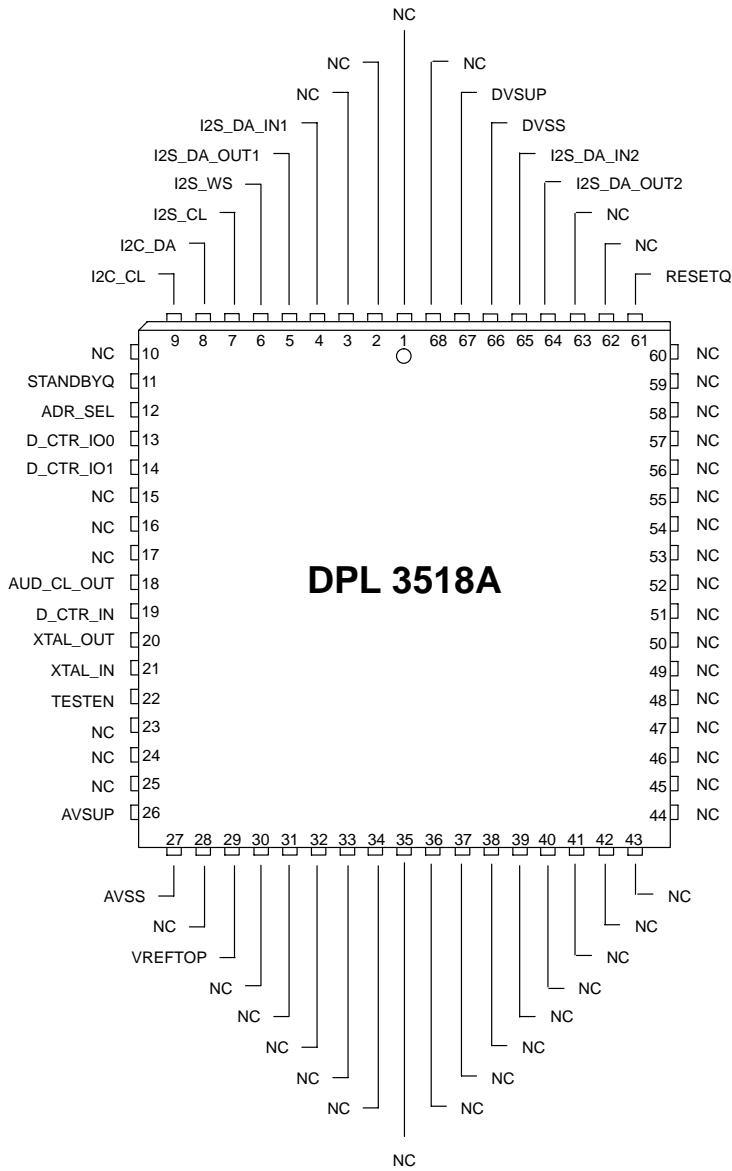 NC
NC NC
NC DVSUP
I2S_DA_IN1 DVSS
I2S_DA_OUT1 I2S_DA_IN2
I2S_WS I2S_DA_OUT2
I2S_CL NC
I2C_DA NC
I2C_CL RESETQ
9 8 7 6 5 4 3 2 1 68 67 66 65 64 63 62 61
NC 10 60 NC
STANDBYQ 11 59 NC
ADR_SEL 12 58 NC
D_CTR_IO0 13 57 NC
D_CTR_IO1 14 56 NC
NC 15 55 NC
NC 16 54 NC
NC 17 53 NC
DPL 3518A
AUD_CL_OUT 18 52 NC
D_CTR_IN 19 51 NC
XTAL_OUT 20 50 NC
XTAL_IN 21 49 NC
TESTEN 22 48 NC
NC 23 47 NC
NC 24 46 NC
NC 25 45 NC
AVSUP 26 44 NC
27 28 29 30 31 32 33 34 35 36 37 38 39 40 41 42 43
AVSS NC
NC NC
VREFTOP NC
NC NC
NC NC
NC NC
NC NC
NC NC
NC